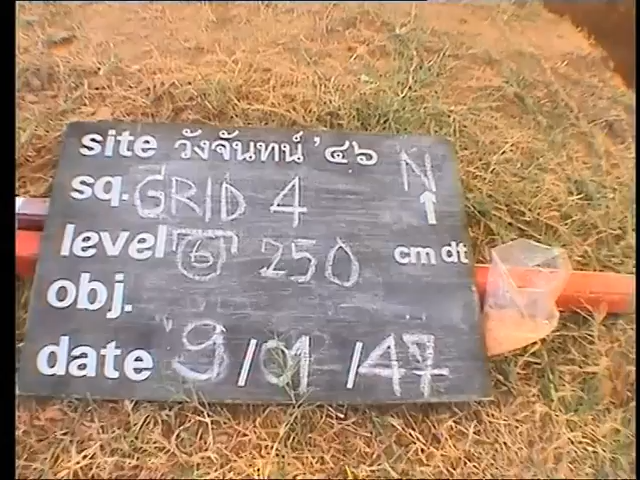 site วังจันทน์ '๔๖ N
sq. GRID 4
level 6 250 cm dt
obj.
date 9/01/47